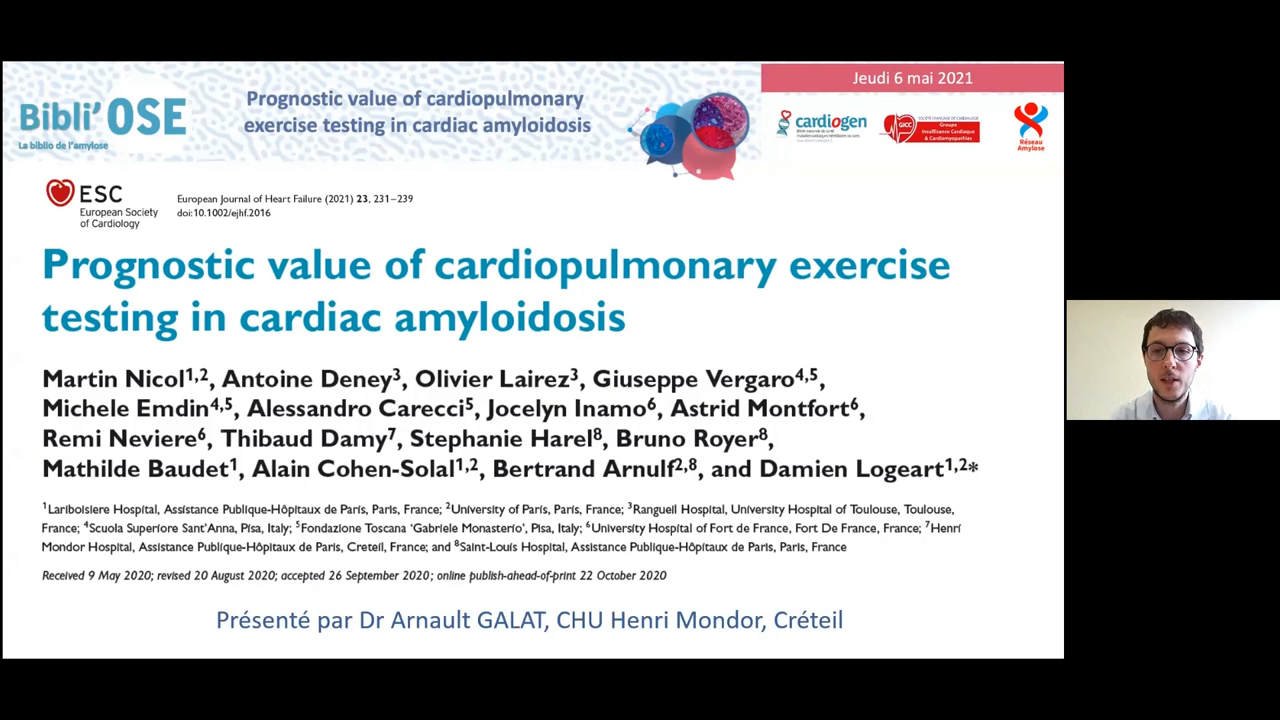 Jeudi 6 mai 2021
Bibli' OSE
La biblio de l'amylose
Prognostic value of cardiopulmonary
exercise testing in cardiac amyloidosis
cardiogen
GICC
Groupe
Insuffisance Cardiaque
& Cardiomyopathies
Réseau
Amylose
ESC
European Society
of Cardiology
European Journal of Heart Failure (2021) 23, 231–239
doi:10.1002/ejhf.2016
Prognostic value of cardiopulmonary exercise
testing in cardiac amyloidosis
Martin Nicol1,2, Antoine Deney3, Olivier Lairez3, Giuseppe Vergaro4,5,
Michele Emdin4,5, Alessandro Carecci5, Jocelyn Inamo6, Astrid Montfort6,
Remi Neviere6, Thibaud Damy7, Stephanie Harel8, Bruno Royer8,
Mathilde Baudet1, Alain Cohen-Solal1,2, Bertrand Arnulf2,8, and Damien Logeart1,2*
1Lariboisiere Hospital, Assistance Publique-Hôpitaux de Paris, Paris, France; 2University of Paris, Paris, France; 3Rangueil Hospital, University Hospital of Toulouse, Toulouse,
France; 4Scuola Superiore Sant'Anna, Pisa, Italy; 5Fondazione Toscana 'Gabriele Monasterio', Pisa, Italy; 6University Hospital of Fort de France, Fort De France, France; 7Henri
Mondor Hospital, Assistance Publique-Hôpitaux de Paris, Creteil, France; and 8Saint-Louis Hospital, Assistance Publique-Hôpitaux de Paris, Paris, France
Received 9 May 2020; revised 20 August 2020; accepted 26 September 2020; online publish-ahead-of-print 22 October 2020
Présenté par Dr Arnault GALAT, CHU Henri Mondor, Créteil